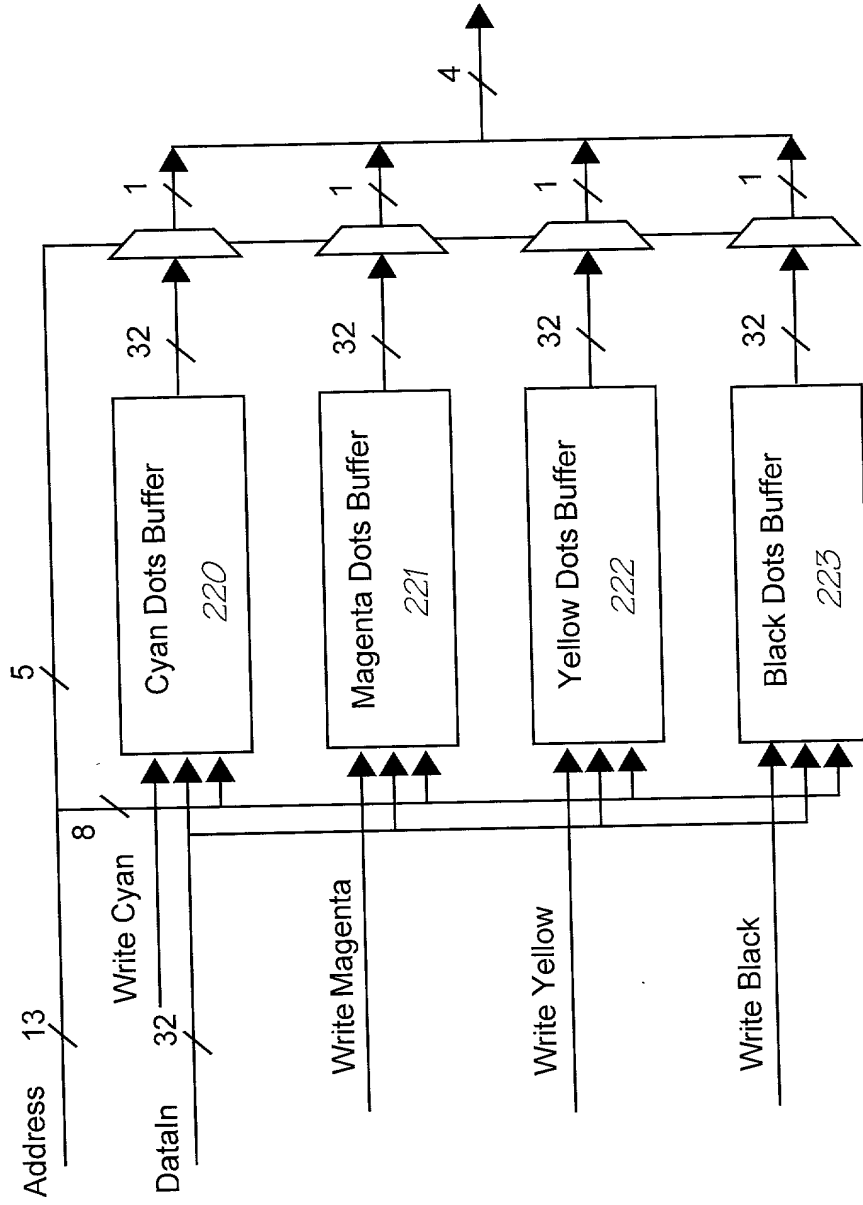 Address
13
5
8
Write Cyan
DataIn
32
Cyan Dots Buffer
220
32
1
Write Magenta
Magenta Dots Buffer
221
32
1
4
Write Yellow
Yellow Dots Buffer
222
32
1
Write Black
Black Dots Buffer
223
32
1